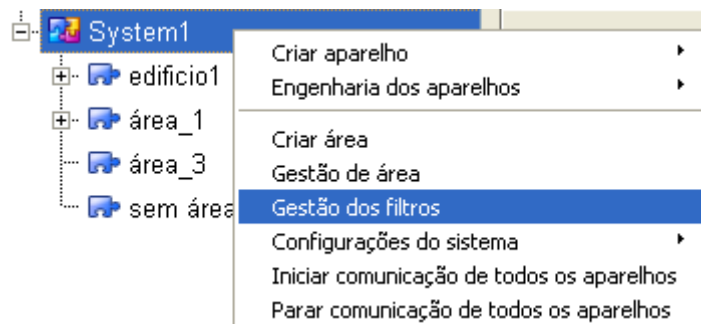 System1
edificio1
área_1
área_3
sem área
Criar aparelho
Engenharia dos aparelhos
Criar área
Gestão de área
Gestão dos filtros
Configurações do sistema
Iniciar comunicação de todos os aparelhos
Parar comunicação de todos os aparelhos